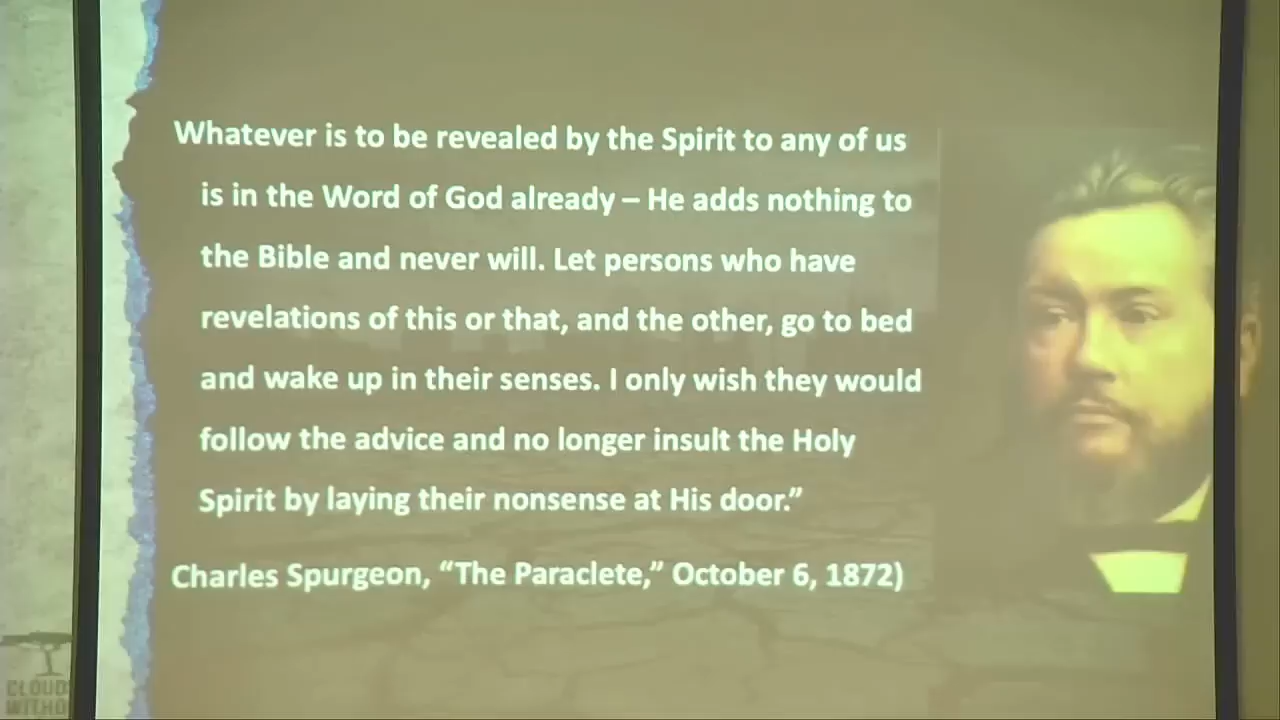 Whatever is to be revealed by the Spirit to any of us
is in the Word of God already – He adds nothing to
the Bible and never will. Let persons who have
revelations of this or that, and the other, go to bed
and wake up in their senses. I only wish they would
follow the advice and no longer insult the Holy
Spirit by laying their nonsense at His door.”
Charles Spurgeon, “The Paraclete,” October 6, 1872)
CLOUD
WITHO